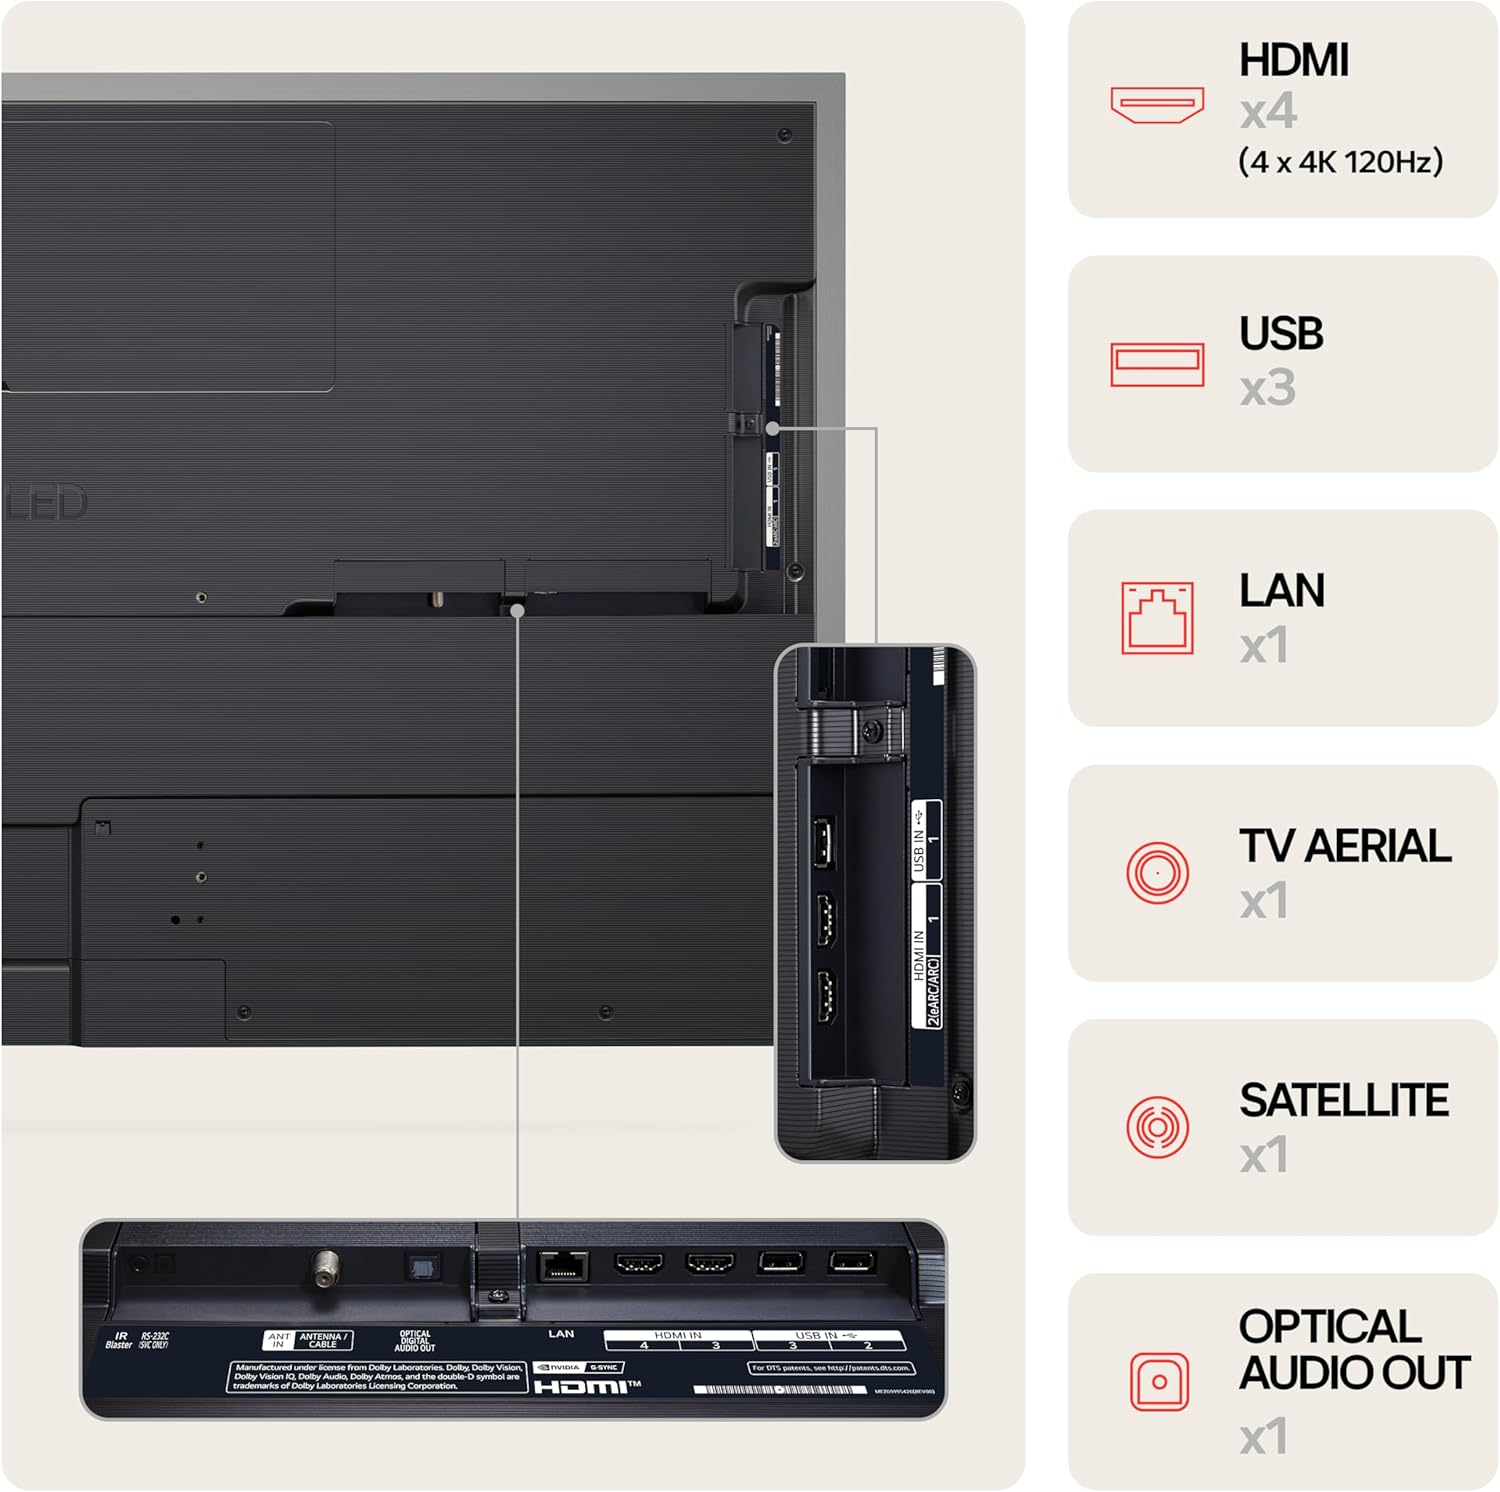 LED
USB IN
1
HDMI IN
1
2(eARC/ARC)
IR Blaster
RS-232C (SVC ONLY)
ANT IN
ANTENNA / CABLE
OPTICAL DIGITAL AUDIO OUT
LAN
HDMI IN
4 3
USB IN
3 2
Manufactured under license from Dolby Laboratories. Dolby, Dolby Vision,
Dolby Vision IQ, Dolby Audio, Dolby Atmos, and the double-D symbol are
trademarks of Dolby Laboratories Licensing Corporation.
NVIDIA G-SYNC
HDMI™
For DTS patents, see http://patents.dts.com.
HDMI
x4
(4 x 4K 120Hz)
USB
x3
LAN
x1
TV AERIAL
x1
SATELLITE
x1
OPTICAL
AUDIO OUT
x1